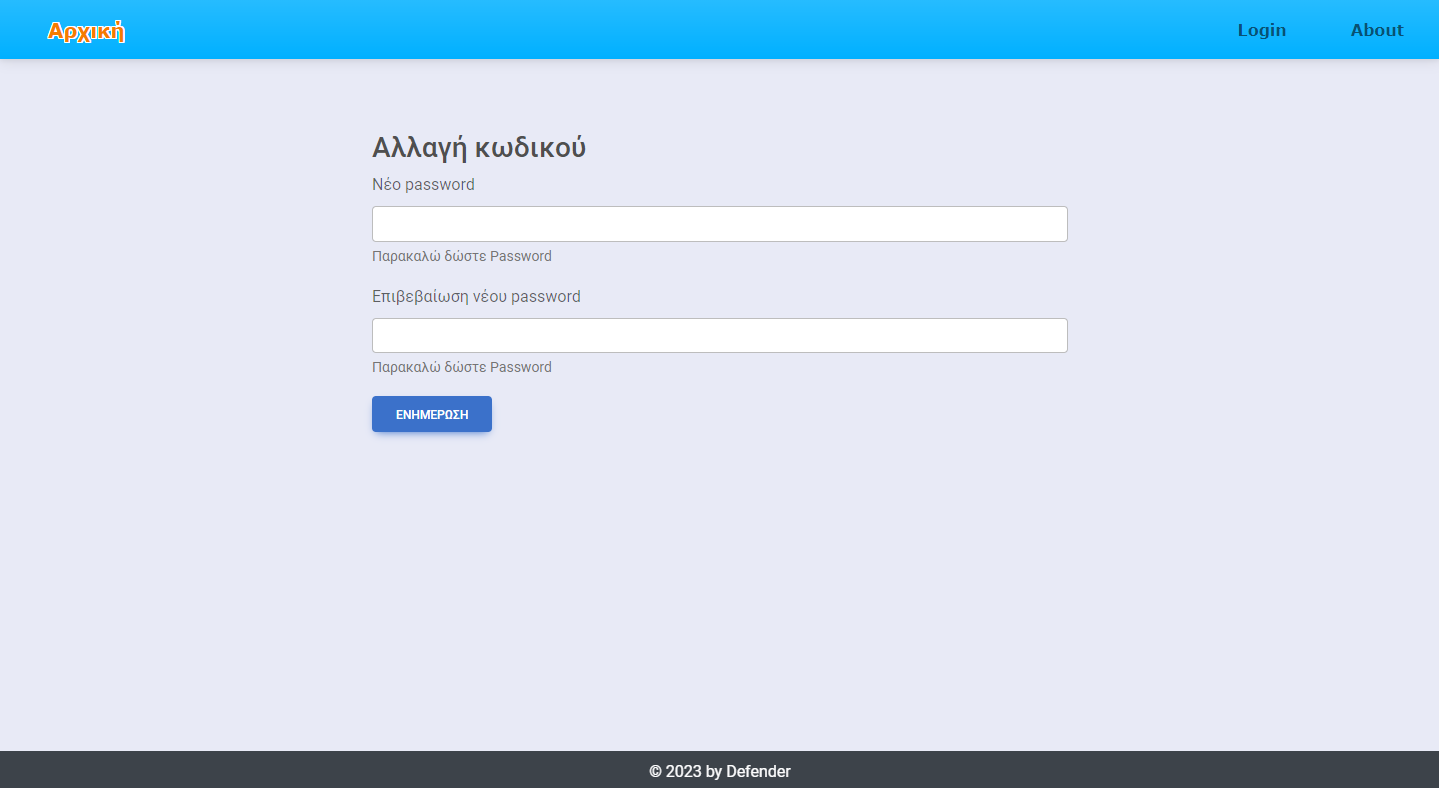 Αρχική
Login
About
Αλλαγή κωδικού
Νέο password
Παρακαλώ δώστε Password
Επιβεβαίωση νέου password
Παρακαλώ δώστε Password
ΕΝΗΜΕΡΩΣΗ
© 2023 by Defender